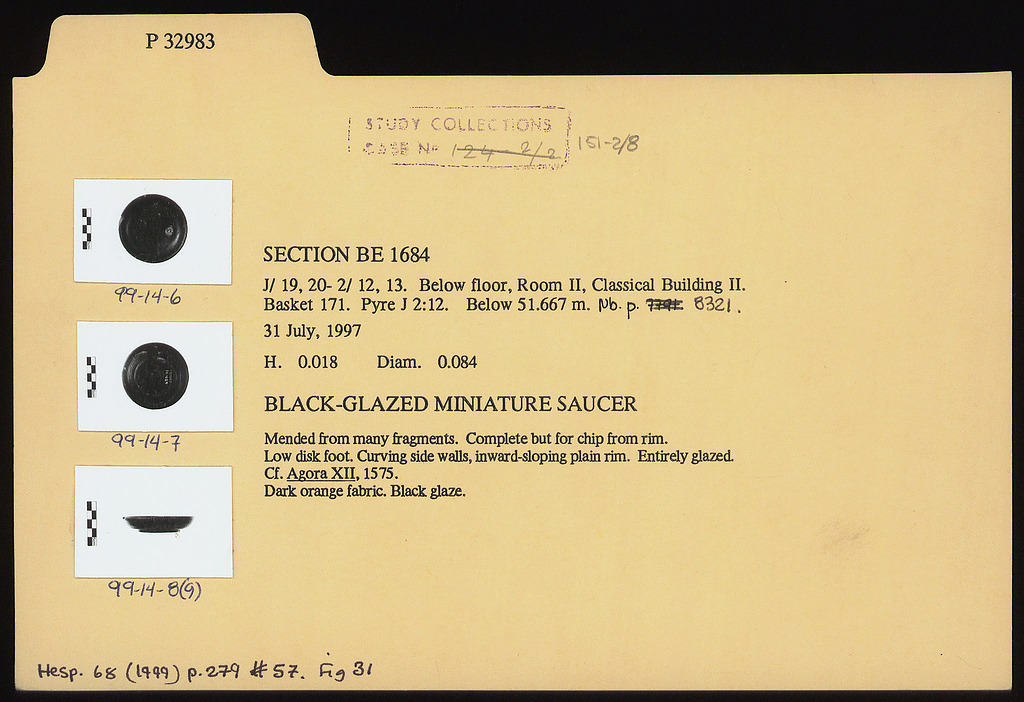 P 32983
STUDY COLLECTIONS
CASE Nº 124-2/2 151-2/8
99-14-6
99-14-7
99-14-8(9)
SECTION BE 1684
J/ 19, 20- 2/ 12, 13. Below floor, Room II, Classical Building II.
Basket 171. Pyre J 2:12. Below 51.667 m. Nb. p. 8321.
31 July, 1997
H. 0.018 Diam. 0.084
BLACK-GLAZED MINIATURE SAUCER
Mended from many fragments. Complete but for chip from rim.
Low disk foot. Curving side walls, inward-sloping plain rim. Entirely glazed.
Cf. Agora XII, 1575.
Dark orange fabric. Black glaze.
Hesp. 68 (1999) p. 279 #57. Fig 31